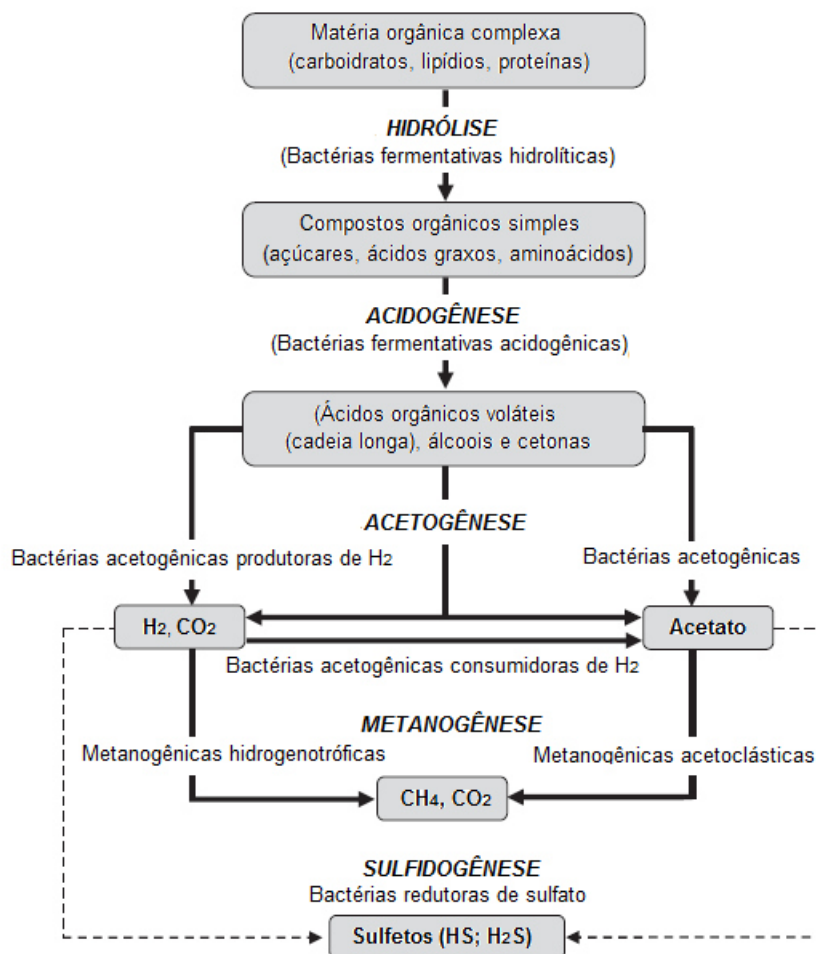 Matéria orgânica complexa
(carboidratos, lipídios, proteínas)
HIDRÓLISE
(Bactérias fermentativas hidrolíticas)
Compostos orgânicos simples
(açúcares, ácidos graxos, aminoácidos)
ACIDOGÊNESE
(Bactérias fermentativas acidogênicas)
(Ácidos orgânicos voláteis
(cadeia longa), álcoois e cetonas
ACETOGÊNESE
Bactérias acetogênicas produtoras de H2
Bactérias acetogênicas
H2, CO2
Acetato
Bactérias acetogênicas consumidoras de H2
METANOGÊNESE
Metanogênicas hidrogenotróficas
Metanogênicas acetoclásticas
CH4, CO2
SULFIDOGÊNESE
Bactérias redutoras de sulfato
Sulfetos (HS; H2S)